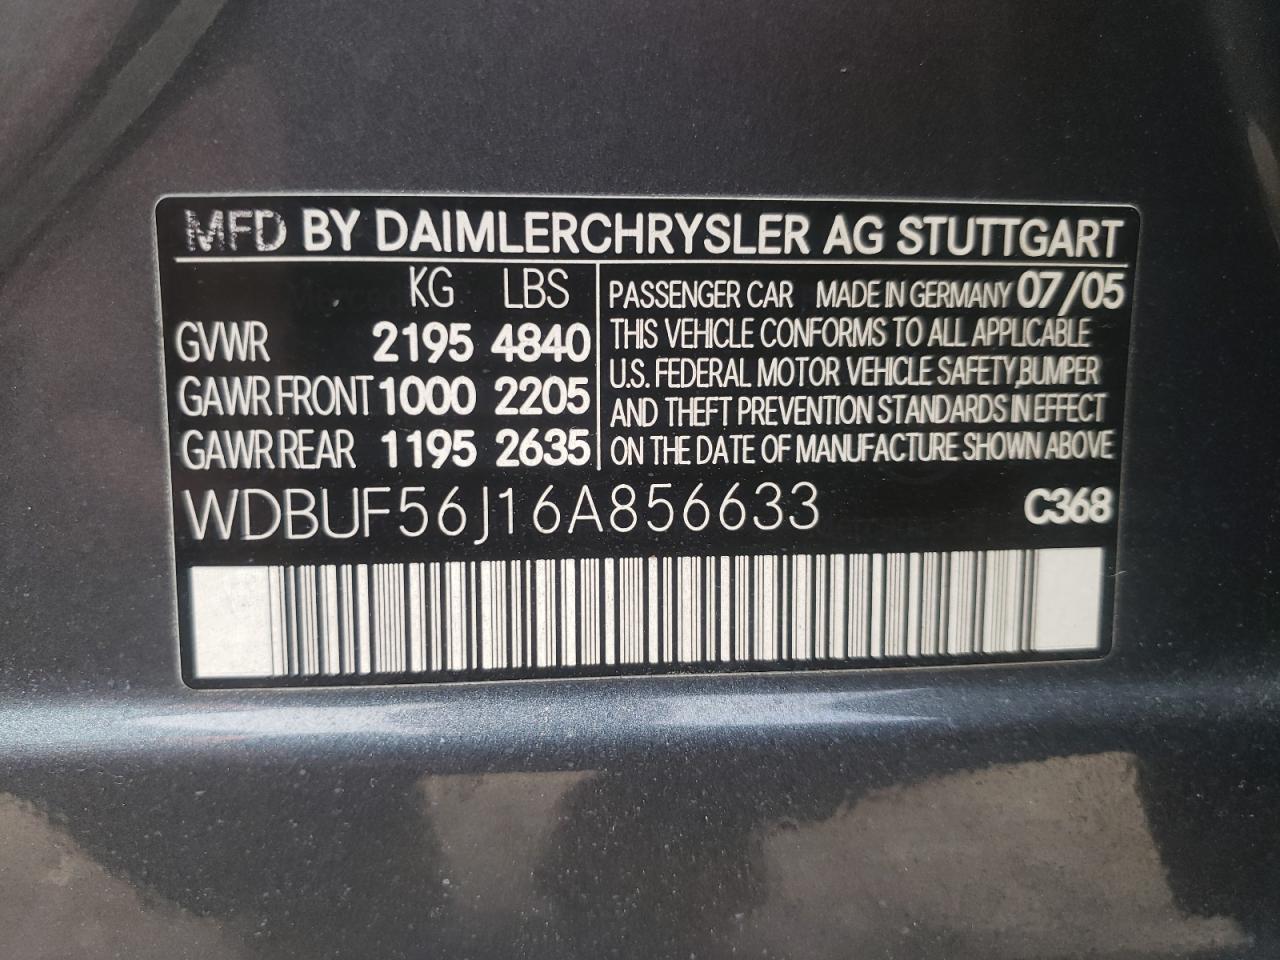 MFD BY DAIMLERCHRYSLER AG STUTTGART
KG LBS
GVWR 2195 4840
GAWR FRONT 1000 2205
GAWR REAR 1195 2635
PASSENGER CAR MADE IN GERMANY 07/05
THIS VEHICLE CONFORMS TO ALL APPLICABLE
U.S. FEDERAL MOTOR VEHICLE SAFETY,BUMPER
AND THEFT PREVENTION STANDARDS IN EFFECT
ON THE DATE OF MANUFACTURE SHOWN ABOVE
WDBUF56J16A856633 C368